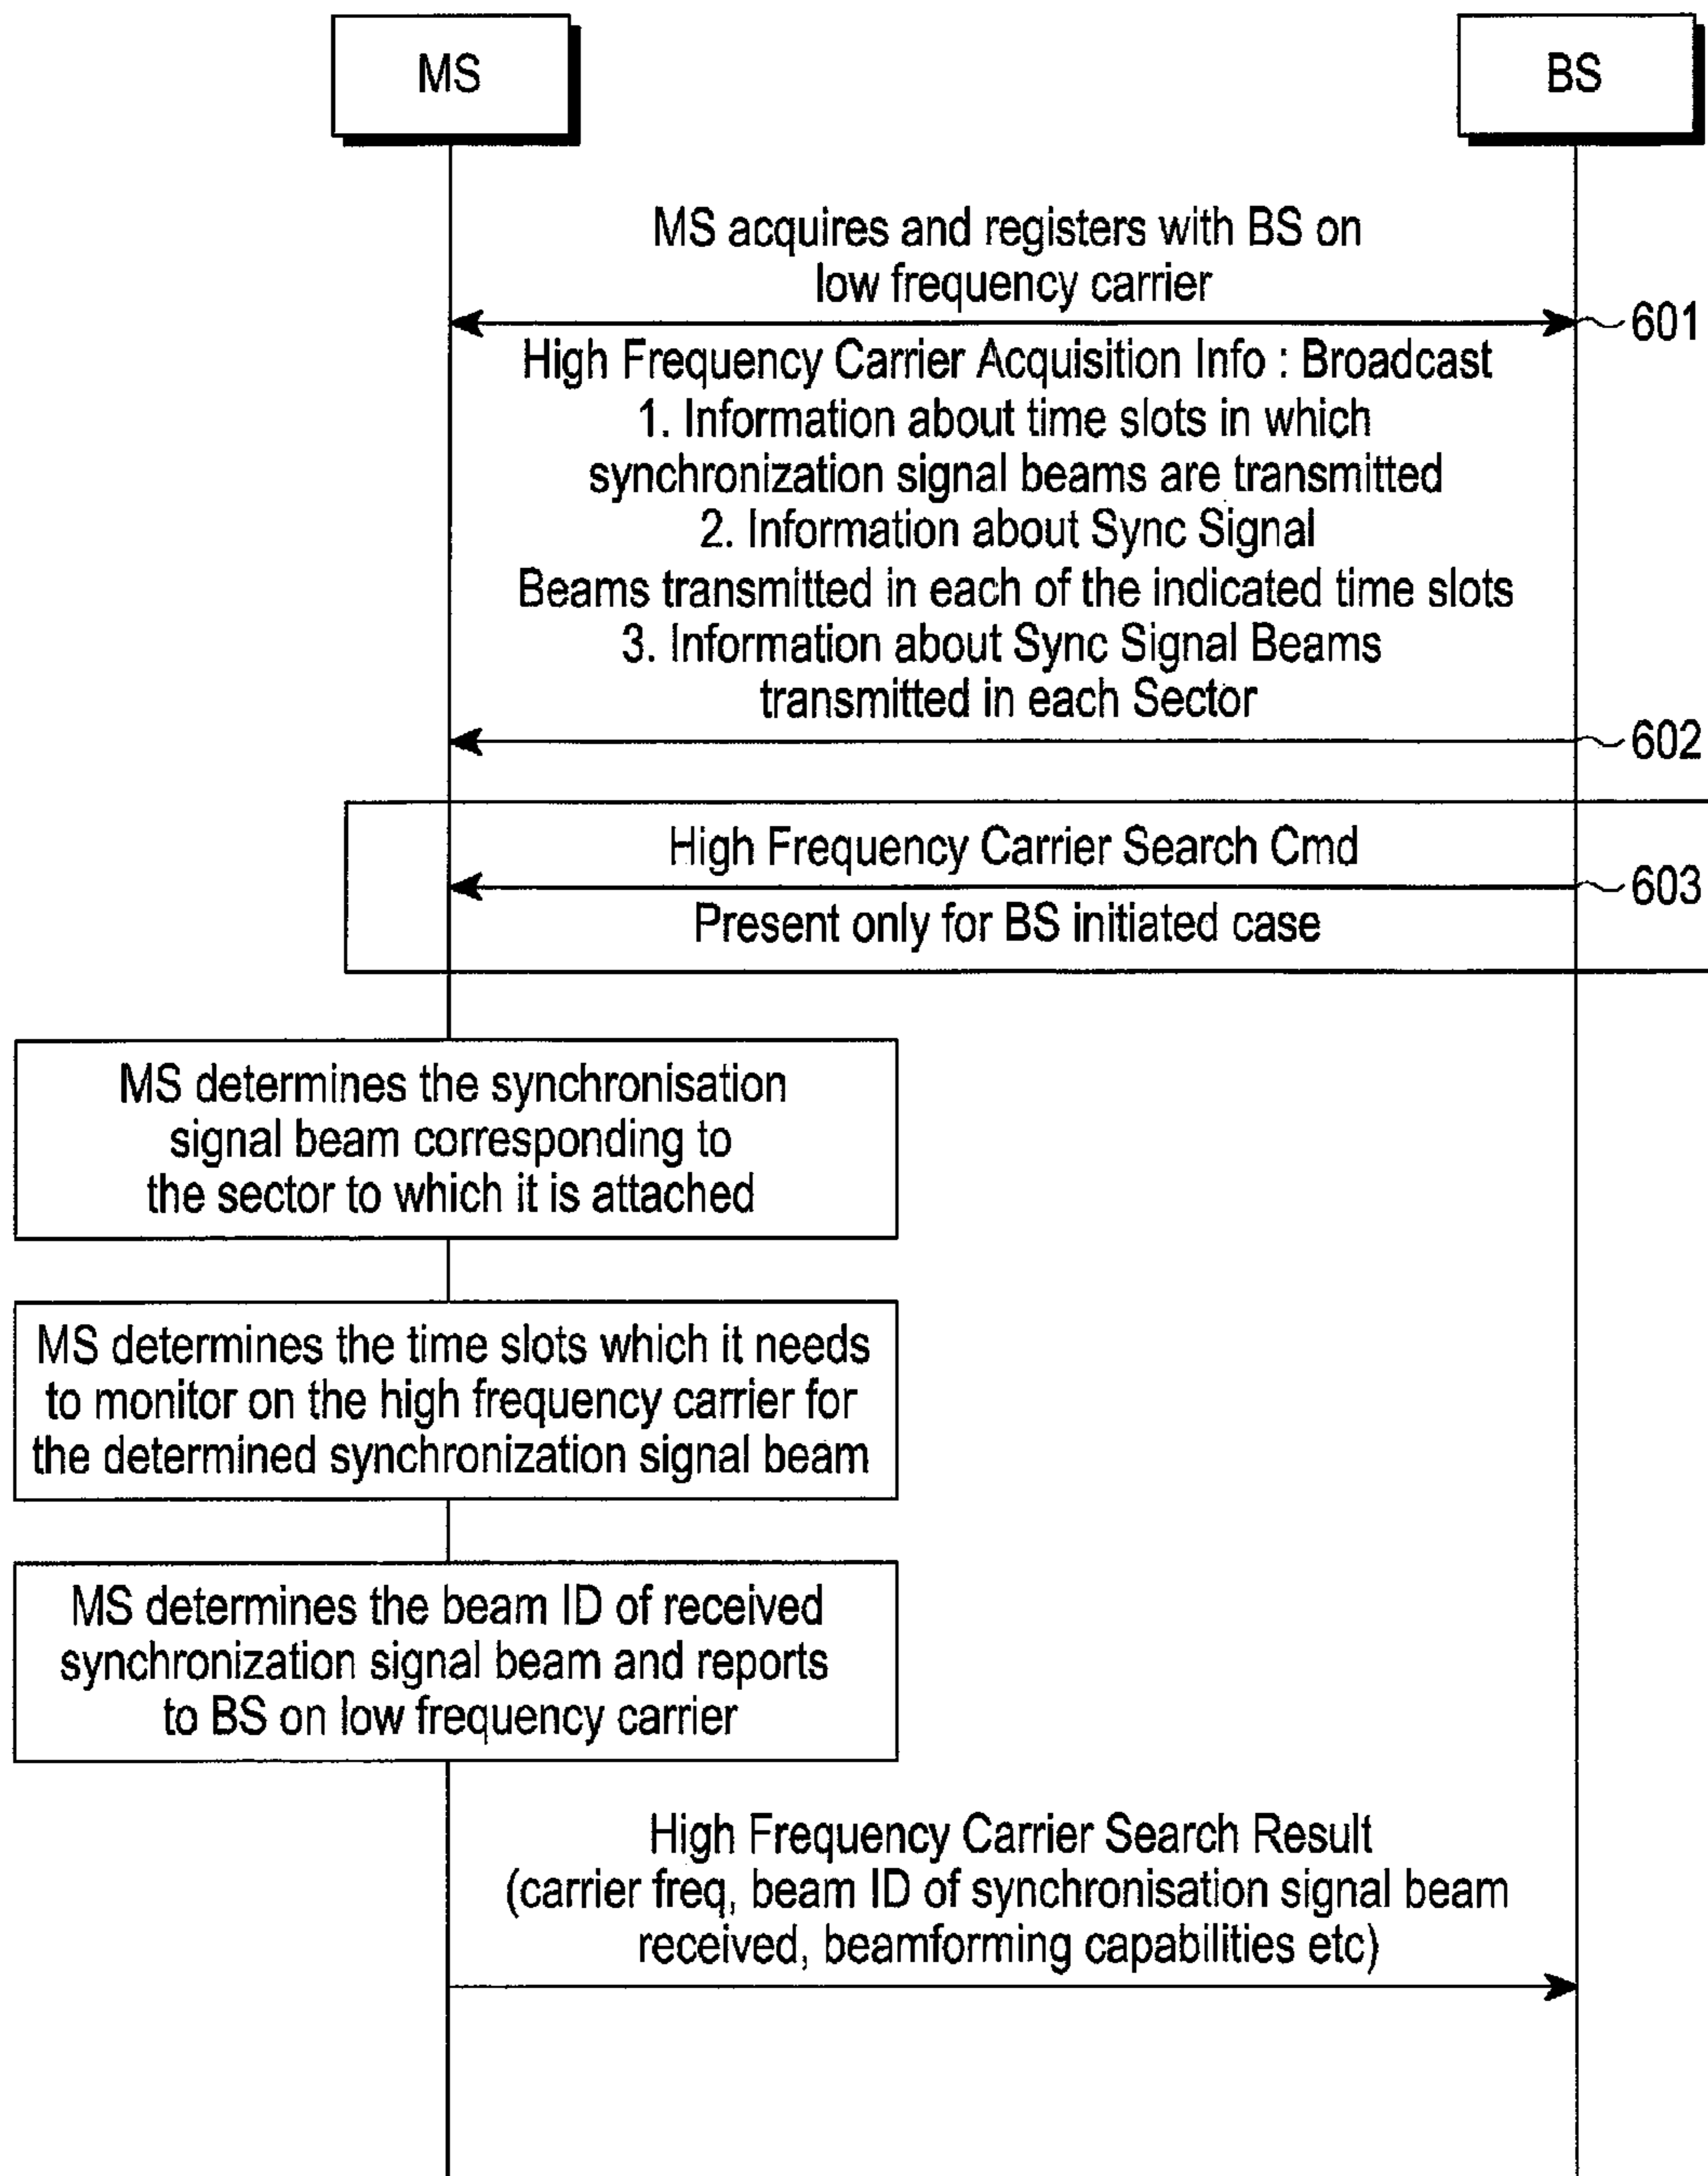 MS
BS
MS acquires and registers with BS on
low frequency carrier
601
High Frequency Carrier Acquisition Info : Broadcast
1. Information about time slots in which
synchronization signal beams are transmitted
2. Information about Sync Signal
Beams transmitted in each of the indicated time slots
3. Information about Sync Signal Beams
transmitted in each Sector
602
High Frequency Carrier Search Cmd
603
Present only for BS initiated case
MS determines the synchronisation
signal beam corresponding to
the sector to which it is attached
MS determines the time slots which it needs
to monitor on the high frequency carrier for
the determined synchronization signal beam
MS determines the beam ID of received
synchronization signal beam and reports
to BS on low frequency carrier
High Frequency Carrier Search Result
(carrier freq, beam ID of synchronisation signal beam
received, beamforming capabilities etc)